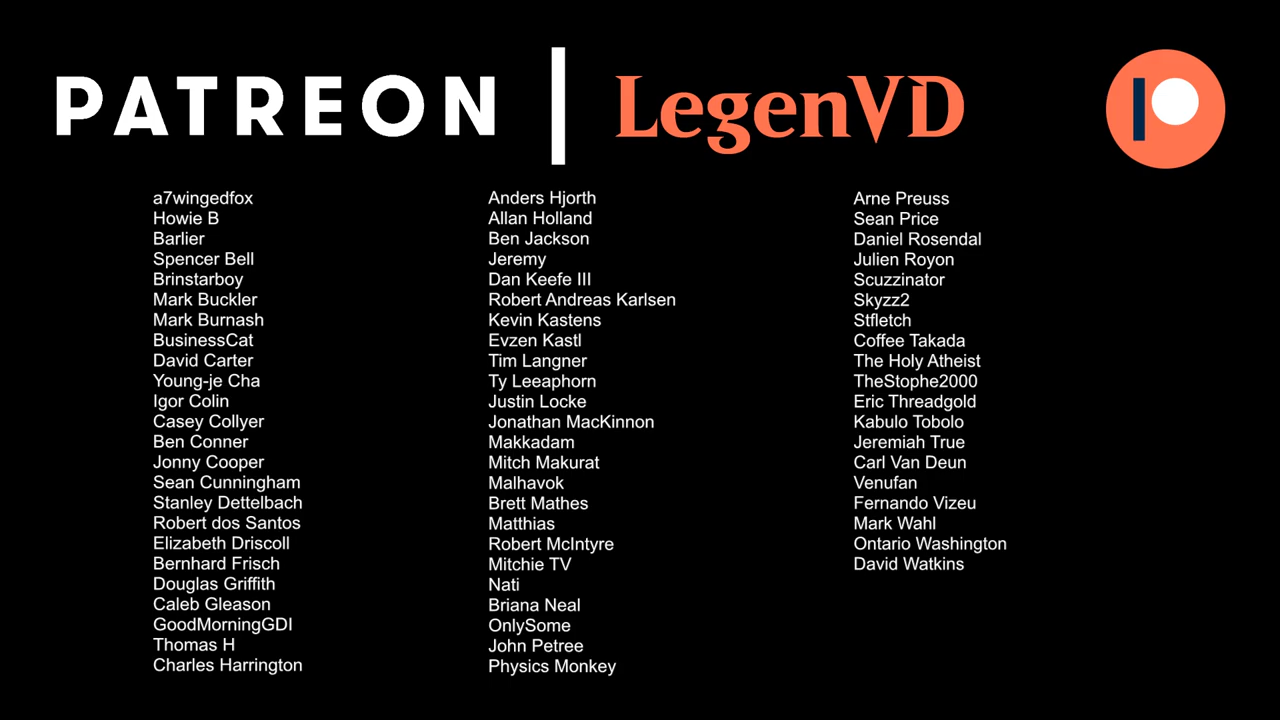 PATREON | LegenVD
a7wingedfox
Howie B
Barlier
Spencer Bell
Brinstarboy
Mark Buckler
Mark Burnash
BusinessCat
David Carter
Young-je Cha
Igor Colin
Casey Collyer
Ben Conner
Jonny Cooper
Sean Cunningham
Stanley Dettelbach
Robert dos Santos
Elizabeth Driscoll
Bernhard Frisch
Douglas Griffith
Caleb Gleason
GoodMorningGDI
Thomas H
Charles Harrington
Anders Hjorth
Allan Holland
Ben Jackson
Jeremy
Dan Keefe III
Robert Andreas Karlsen
Kevin Kastens
Evzen Kastl
Tim Langner
Ty Leeaphorn
Justin Locke
Jonathan MacKinnon
Makkadam
Mitch Makurat
Malhavok
Brett Mathes
Matthias
Robert McIntyre
Mitchie TV
Nati
Briana Neal
OnlySome
John Petree
Physics Monkey
Arne Preuss
Sean Price
Daniel Rosendal
Julien Royon
Scuzzinator
Skyzz2
Stfletch
Coffee Takada
The Holy Atheist
TheStophe2000
Eric Threadgold
Kabulo Tobolo
Jeremiah True
Carl Van Deun
Venufan
Fernando Vizeu
Mark Wahl
Ontario Washington
David Watkins